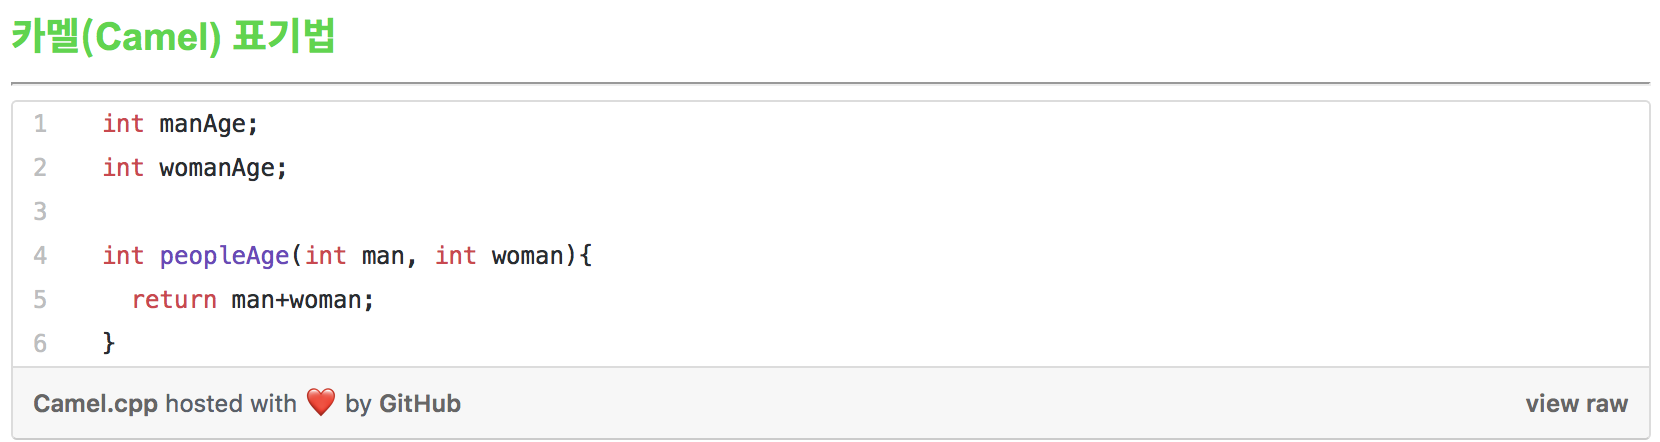 카멜(Camel) 표기법
1 int manAge;
2 int womanAge;
3
4 int peopleAge(int man, int woman){
5 return man+woman;
6 }
Camel.cpp hosted with ❤️ by GitHub view raw